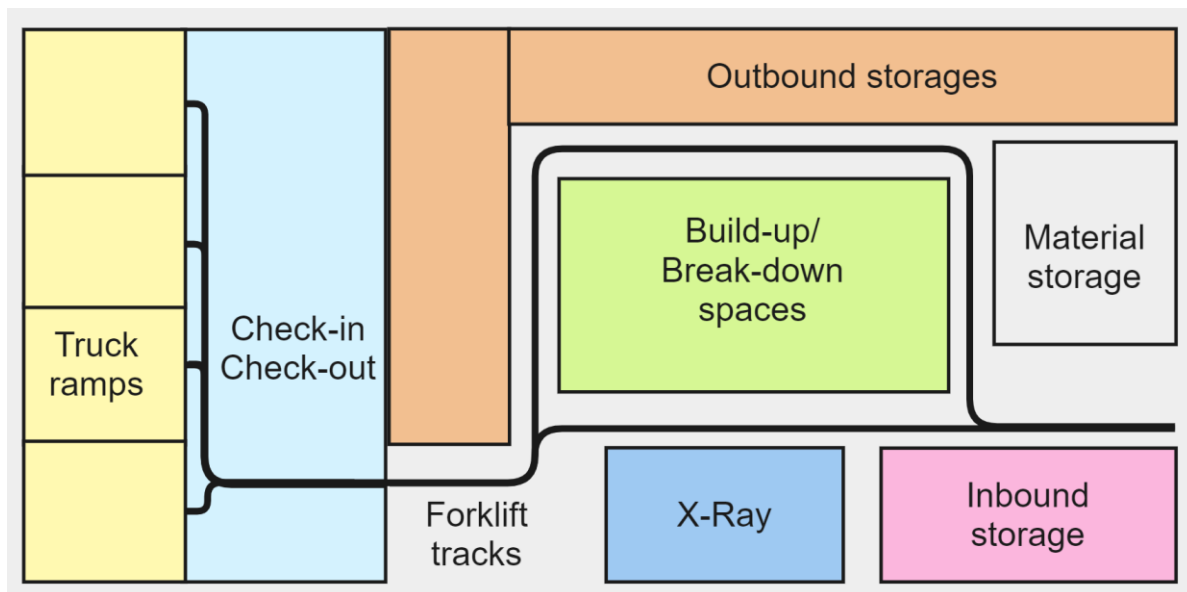 Outbound storages
Build-up/
Break-down
spaces
Material
storage
Truck
ramps
Check-in
Check-out
Forklift
tracks
X-Ray
Inbound
storage